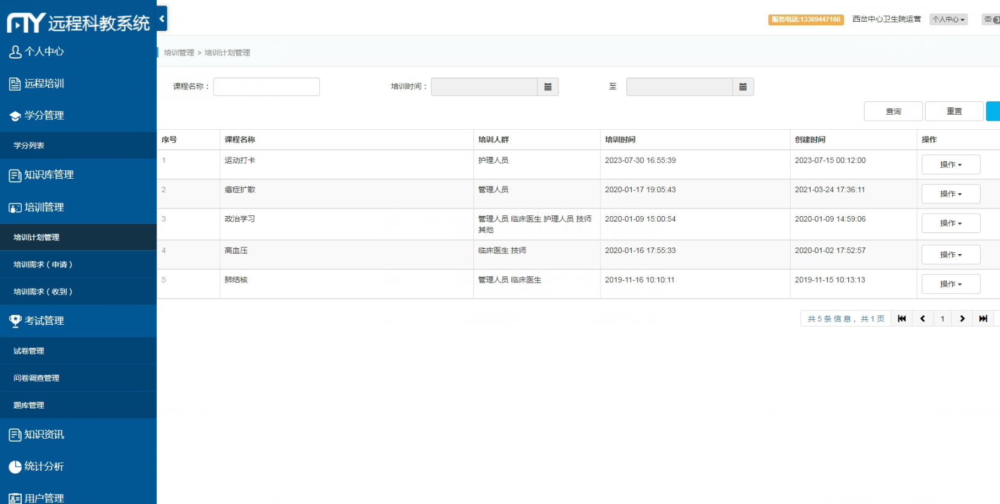 远程科教系统
服务电话:13369447160 西岔中心卫生院运营 个人中心 3
个人中心
远程培训
学分管理
学分列表
知识库管理
培训管理
培训计划管理
培训需求（申请）
培训需求（收到）
考试管理
试卷管理
问卷调查管理
题库管理
知识资讯
统计分析
用户管理
培训管理 > 培训计划管理
课程名称： 培训时间： 至
查询 重置
序号 课程名称 培训人群 培训时间 创建时间 操作
1 运动打卡 护理人员 2023-07-30 16:55:39 2023-07-15 00:12:00 操作
2 癌症扩散 管理人员 2020-01-17 19:05:43 2021-03-24 17:36:11 操作
3 政治学习 管理人员 临床医生 护理人员 技师 2020-01-09 15:00:54 2020-01-09 14:59:06 操作
其他
4 高血压 临床医生 技师 2020-01-16 17:55:33 2020-01-02 17:52:57 操作
5 肺结核 管理人员 临床医生 2019-11-16 10:10:11 2019-11-15 10:13:13 操作
共5条信息，共1页 1